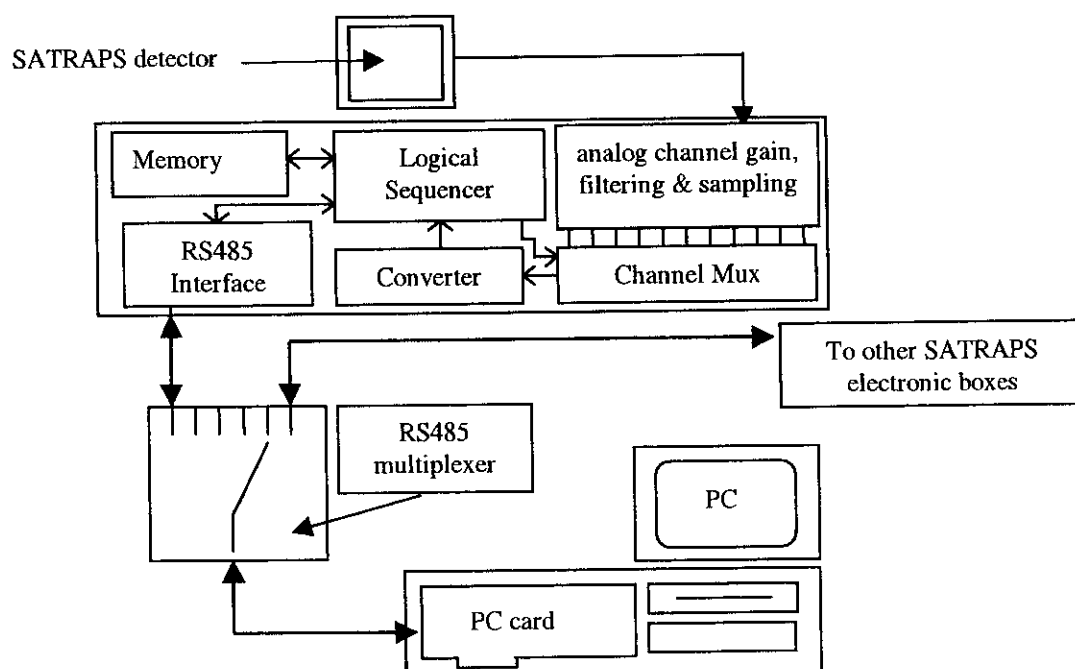 SATRAPS detector
Memory
Logical
Sequencer
analog channel gain,
filtering & sampling
RS485
Interface
Converter
Channel Mux
To other SATRAPS
electronic boxes
RS485
multiplexer
PC
PC card